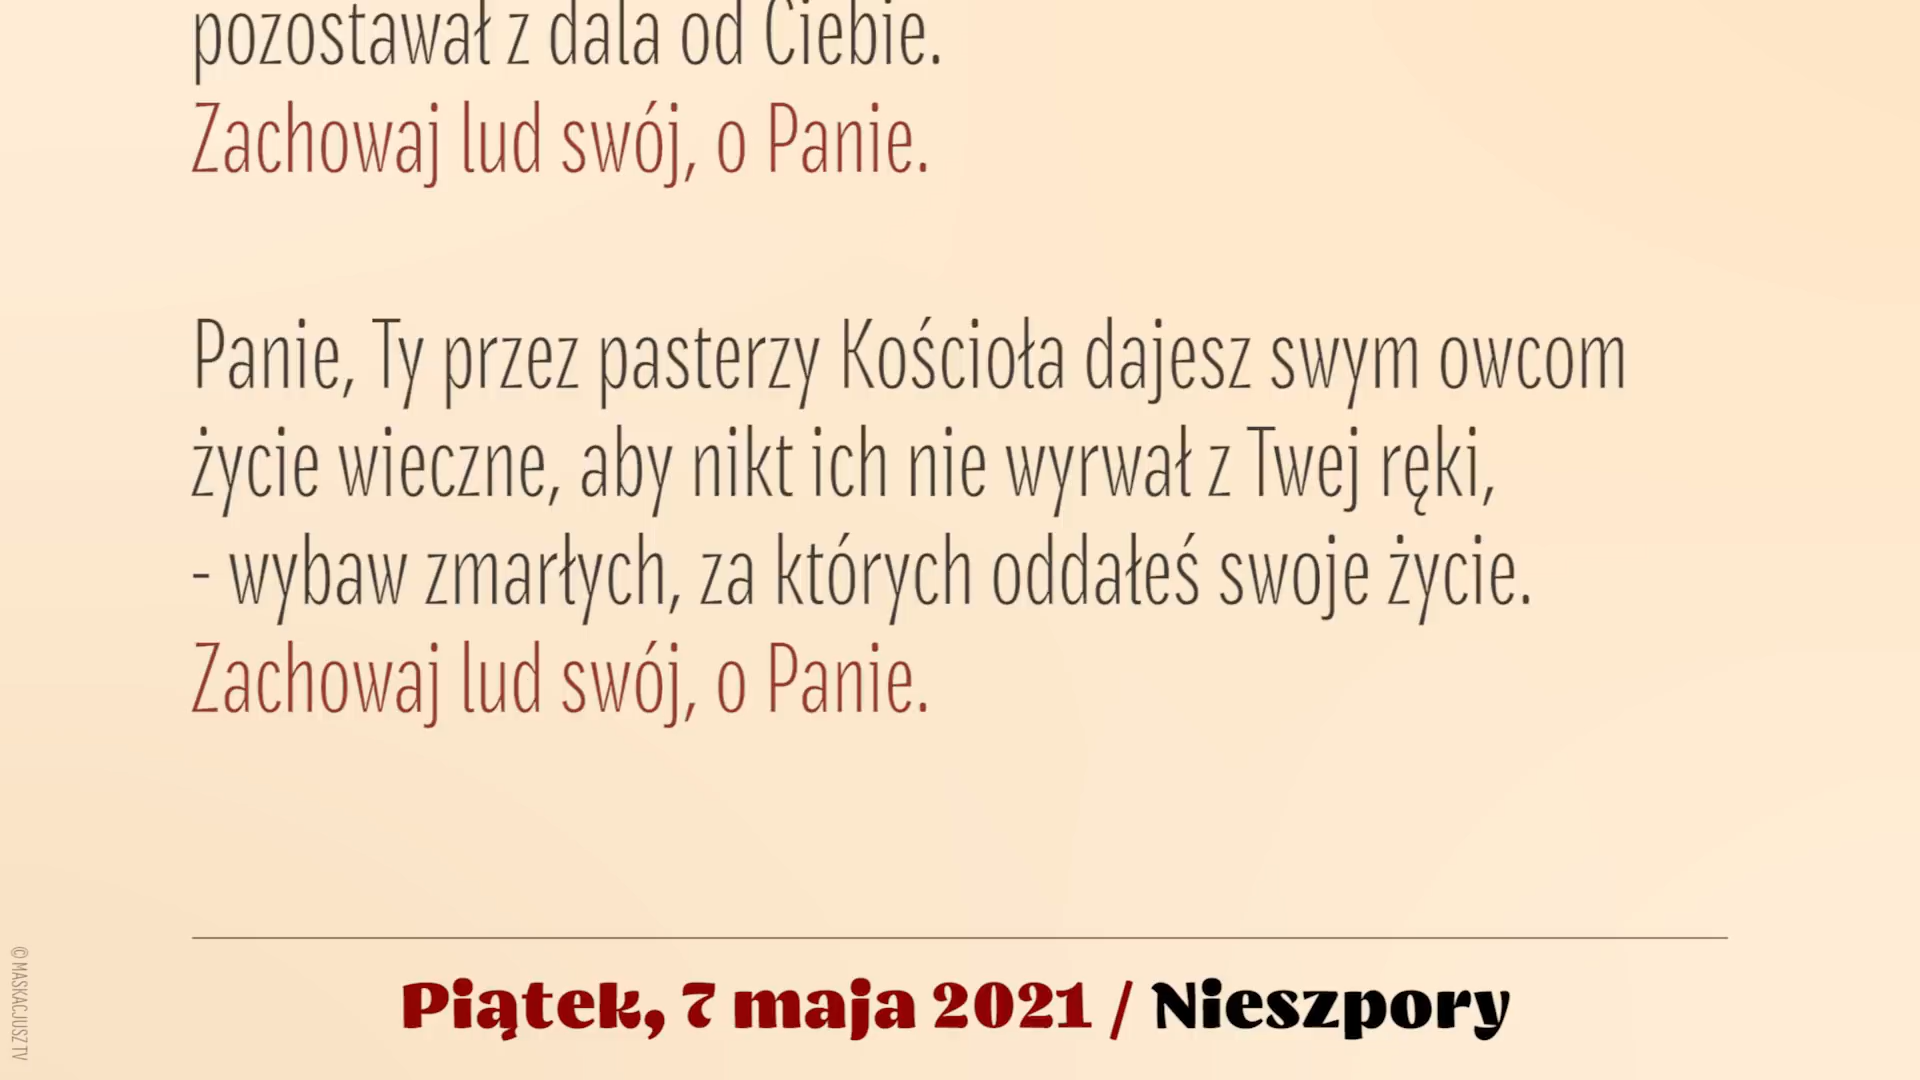 pozostawał z dala od Ciebie.
Zachowaj lud swój, o Panie.
Panie, Ty przez pasterzy Kościoła dajesz swym owcom
życie wieczne, aby nikt ich nie wyrwał z Twej ręki,
- wybaw zmarłych, za których oddałeś swoje życie.
Zachowaj lud swój, o Panie.
Piątek, 7 maja 2021 / Nieszpory
© MASKACJUSZ TV